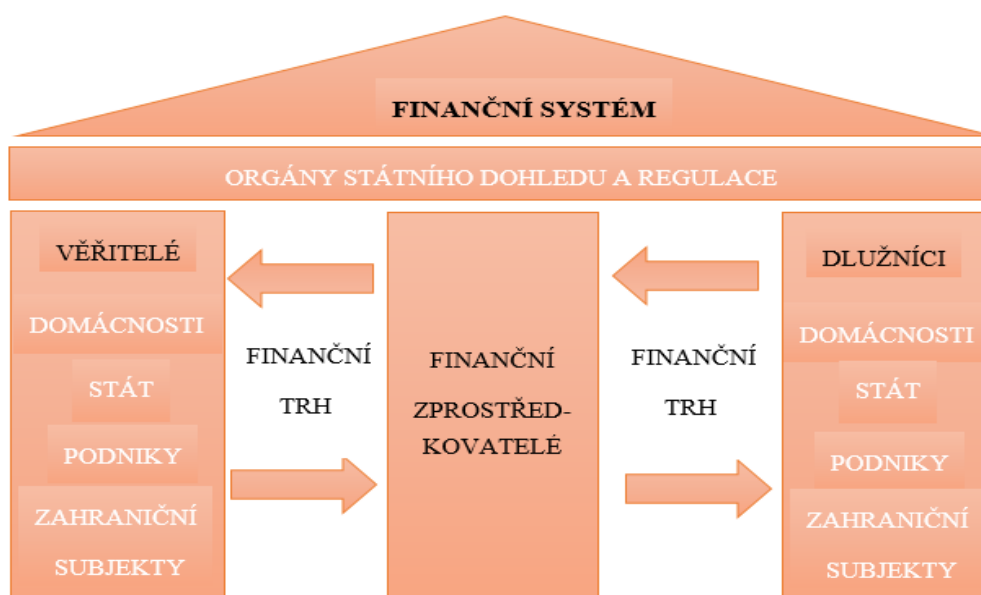 FINANČNÍ SYSTÉM
ORGÁNY STÁTNÍHO DOHLEDU A REGULACE
VĚŘITELÉ
DOMÁCNOSTI
STÁT
PODNIKY
ZAHRANIČNÍ
SUBJEKTY
FINANČNÍ
TRH
FINANČNÍ
ZPROSTŘED-
KOVATELÉ
FINANČNÍ
TRH
DLUŽNÍCI
DOMÁCNOSTI
STÁT
PODNIKY
ZAHRANIČNÍ
SUBJEKTY